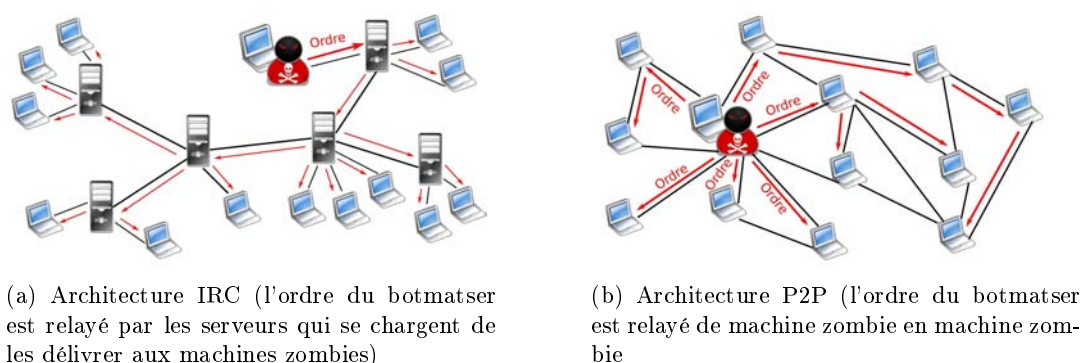 Ordre
Ordre
Ordre
Ordre
Ordre
Ordre
Ordre
(a) Architecture IRC (l'ordre du botmatser
est relayé par les serveurs qui se chargent de
les délivrer aux machines zombies)
(b) Architecture P2P (l'ordre du botmatser
est relayé de machine zombie en machine zom-
bie